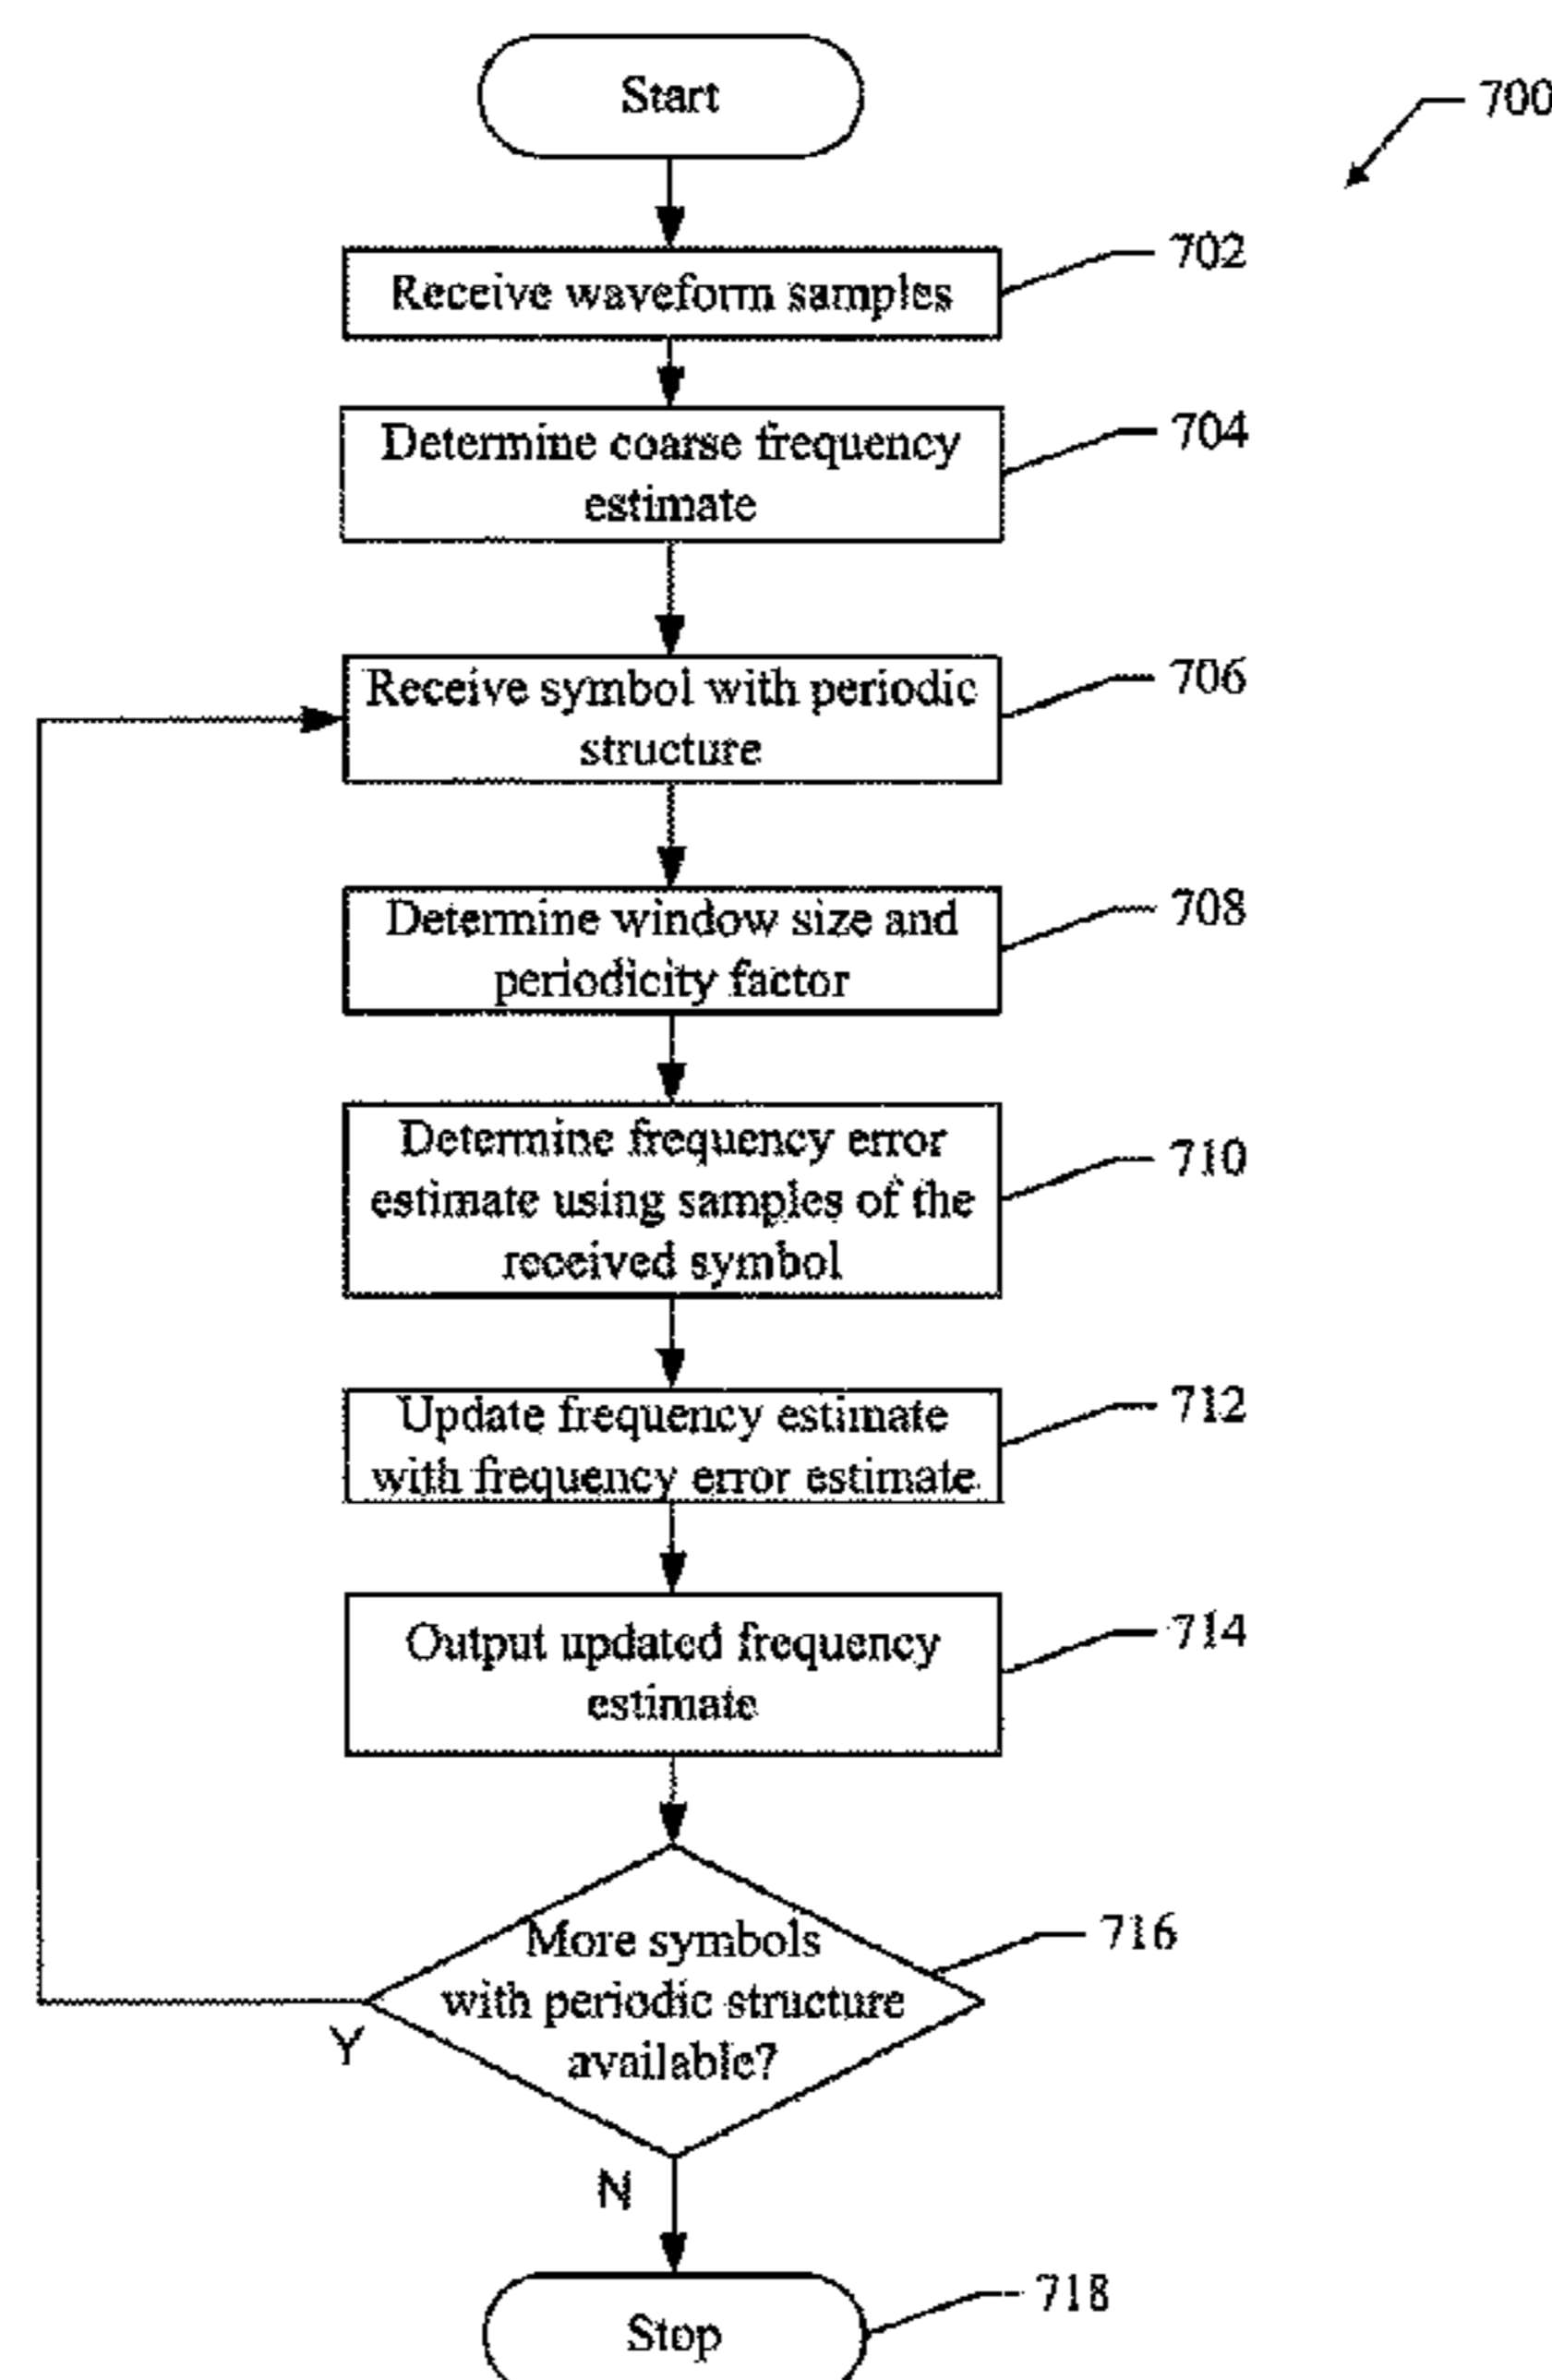 Start
700
Receive waveform samples
702
Determine coarse frequency
estimate
704
Receive symbol with periodic
structure
706
Determine window size and
periodicity factor
708
Determine frequency error
estimate using samples of the
received symbol
710
Update frequency estimate
with frequency error estimate
712
Output updated frequency
estimate
714
More symbols
with periodic structure
available?
716
Y
N
Stop
718